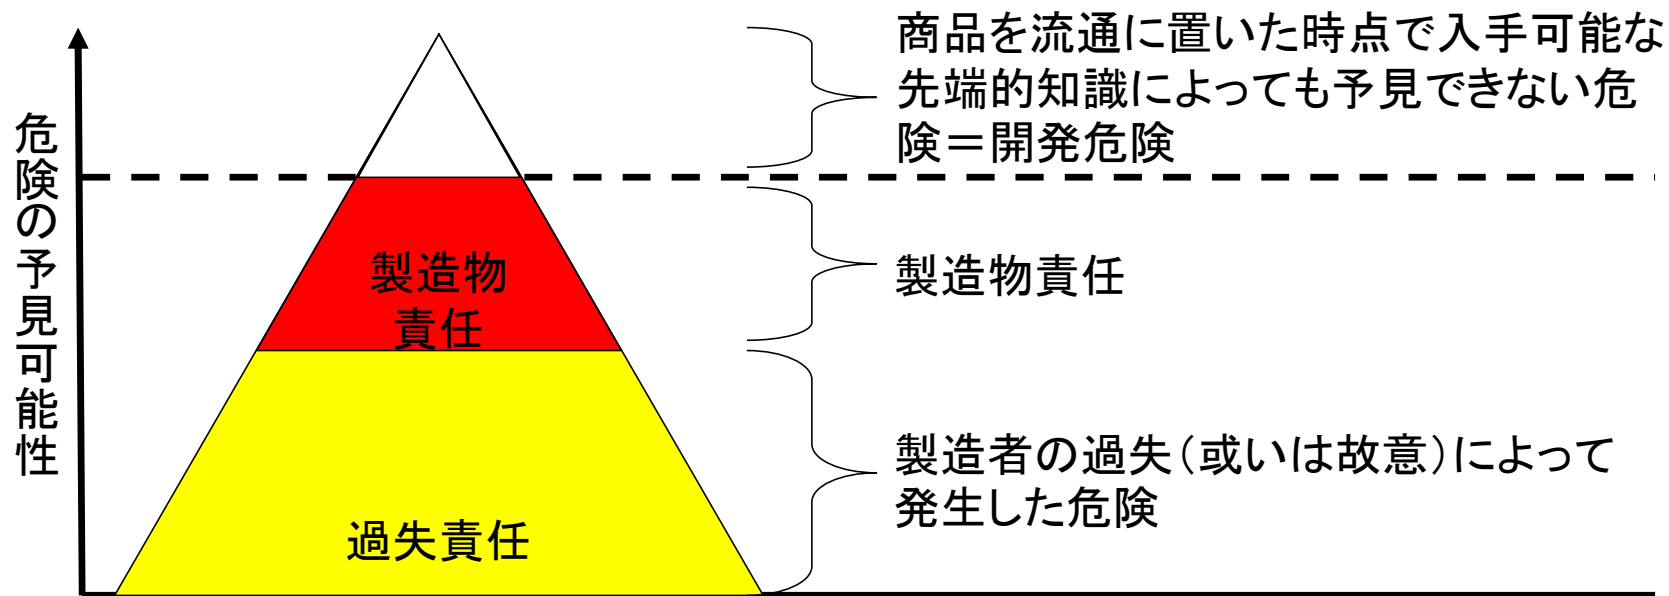 商品を流通に置いた時点で入手可能な
先端的知識によっても予見できない危
険＝開発危険
危険の予見可能性
製造物
責任
製造物責任
製造者の過失（或いは故意）によって
発生した危険
過失責任